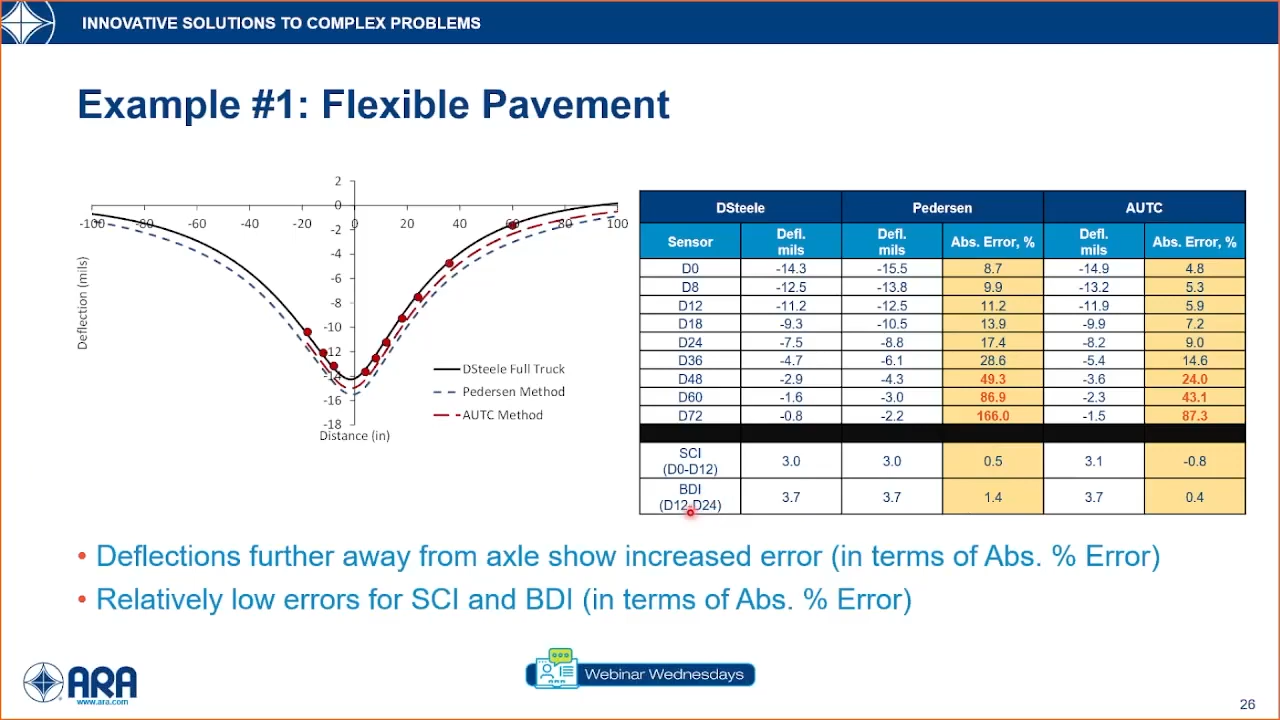 INNOVATIVE SOLUTIONS TO COMPLEX PROBLEMS
Example #1: Flexible Pavement
2
0
-100 -80 -60 -40 -20 0 20 40 60 80 100
-2
-4
-6
-8
-10
-12
-14
-16
-18
Deflection (mils)
Distance (in)
DSteele Full Truck
Pedersen Method
AUTC Method
DSteele Pedersen AUTC
Sensor Defl. mils Defl. mils Abs. Error, % Defl. mils Abs. Error, %
D0 -14.3 -15.5 8.7 -14.9 4.8
D8 -12.5 -13.8 9.9 -13.2 5.3
D12 -11.2 -12.5 11.2 -11.9 5.9
D18 -9.3 -10.5 13.9 -9.9 7.2
D24 -7.5 -8.8 17.4 -8.2 9.0
D36 -4.7 -6.1 28.6 -5.4 14.6
D48 -2.9 -4.3 49.3 -3.6 24.0
D60 -1.6 -3.0 86.9 -2.3 43.1
D72 -0.8 -2.2 166.0 -1.5 87.3
SCI (D0-D12) 3.0 3.0 0.5 3.1 -0.8
BDI (D12-D24) 3.7 3.7 1.4 3.7 0.4
• Deflections further away from axle show increased error (in terms of Abs. % Error)
• Relatively low errors for SCI and BDI (in terms of Abs. % Error)
ARA
www.ara.com
Webinar Wednesdays
26